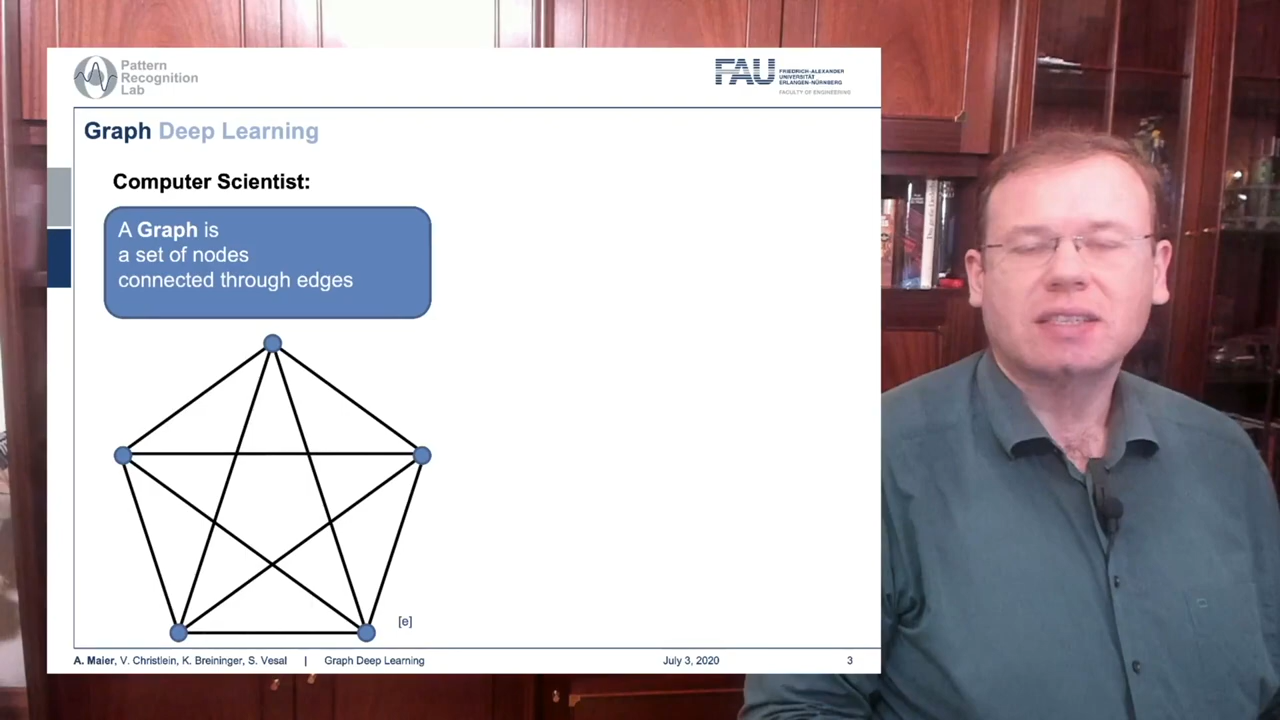 Pattern
Recognition
Lab
FAU
FRIEDRICH-ALEXANDER
UNIVERSITÄT
ERLANGEN-NÜRNBERG
FACULTY OF ENGINEERING
Graph Deep Learning
Computer Scientist:
A Graph is
a set of nodes
connected through edges
[e]
A. Maier, V. Christlein, K. Breininger, S. Vesal | Graph Deep Learning
July 3, 2020
3